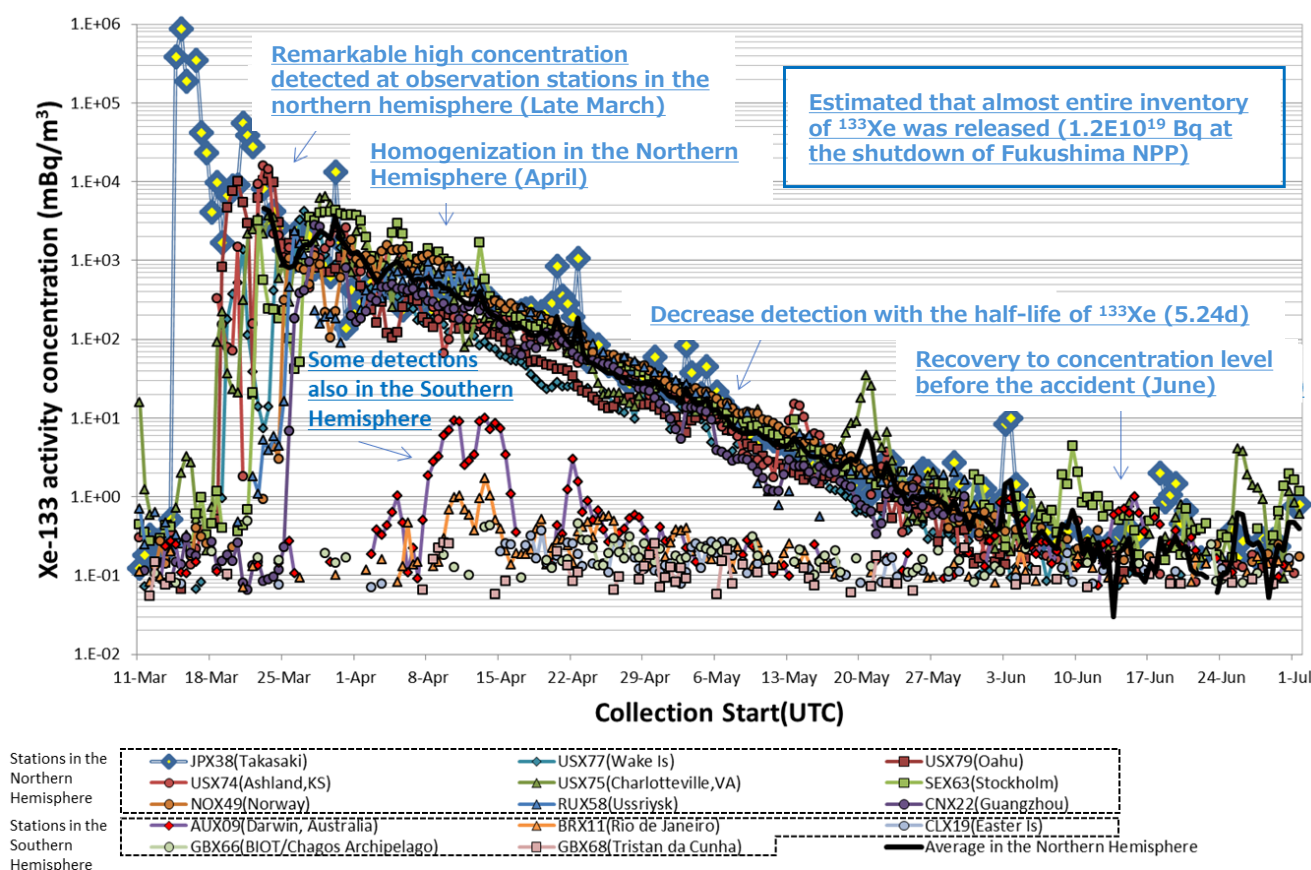 1.E+06
1.E+05
1.E+04
1.E+03
1.E+02
1.E+01
1.E+00
1.E-01
1.E-02
Xe-133 activity concentration (mBq/m³)
Remarkable high concentration
detected at observation stations in the
northern hemisphere (Late March)
Homogenization in the Northern
Hemisphere (April)
Estimated that almost entire inventory
of ¹³³Xe was released (1.2E10¹⁹ Bq at
the shutdown of Fukushima NPP)
Decrease detection with the half-life of ¹³³Xe (5.24d)
Some detections
also in the Southern
Hemisphere
Recovery to concentration level
before the accident (June)
11-Mar 18-Mar 25-Mar 1-Apr 8-Apr 15-Apr 22-Apr 29-Apr 6-May 13-May 20-May 27-May 3-Jun 10-Jun 17-Jun 24-Jun 1-Jul
Collection Start(UTC)
Stations in the
Northern
Hemisphere
JPX38(Takasaki) USX77(Wake Is) USX79(Oahu)
USX74(Ashland,KS) USX75(Charlotteville,VA) SEX63(Stockholm)
NOX49(Norway) RUX58(Ussriysk) CNX22(Guangzhou)
Stations in the
Southern
Hemisphere
AUX09(Darwin, Australia) BRX11(Rio de Janeiro) CLX19(Easter Is)
GBX66(BIOT/Chagos Archipelago) GBX68(Tristan da Cunha) Average in the Northern Hemisphere